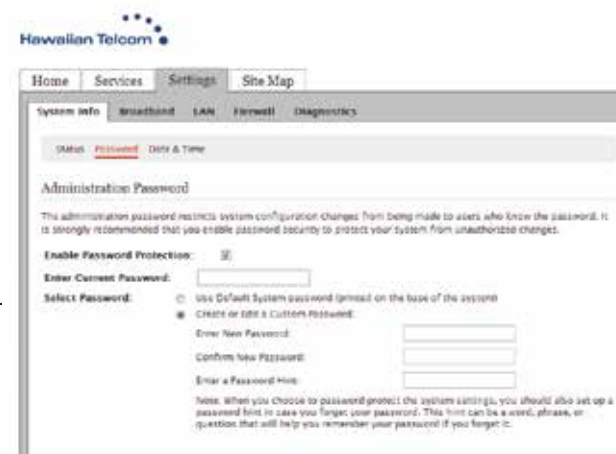 Hawaiian Telcom
Home Services Settings Site Map
System Info Broadband LAN Firewall Diagnostics
Status Password Date & Time
Administration Password
The administration password restricts system configuration changes from being made to users who know the password. It
is strongly recommended that you enable password security to protect your system from unauthorized changes.
Enable Password Protection:
Enter Current Password:
Select Password: Use Default System password (printed on the base of the system)
Create or Edit a Custom Password:
Enter New Password:
Confirm New Password:
Enter a Password Hint:
Note: When you choose to password protect the system settings, you should also set up a
password hint in case you forget your password. This hint can be a word, phrase, or
question that will help you remember your password if you forget it.